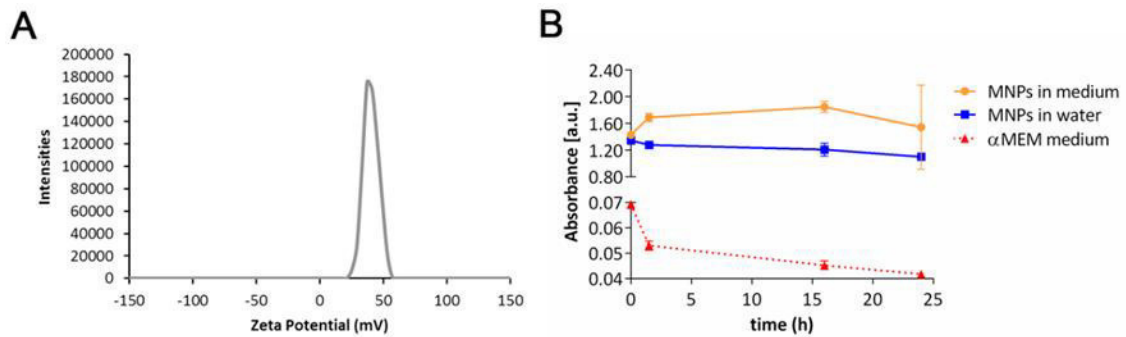 A
200000
180000
160000
140000
120000
100000
80000
60000
40000
20000
0
Intensities
-150 -100 -50 0 50 100 150
Zeta Potential (mV)
B
2.40
2.00
1.60
1.20
0.80
0.07
0.06
0.05
0.04
Absorbance [a.u.]
0 5 10 15 20 25
time (h)
MNPs in medium
MNPs in water
αMEM medium